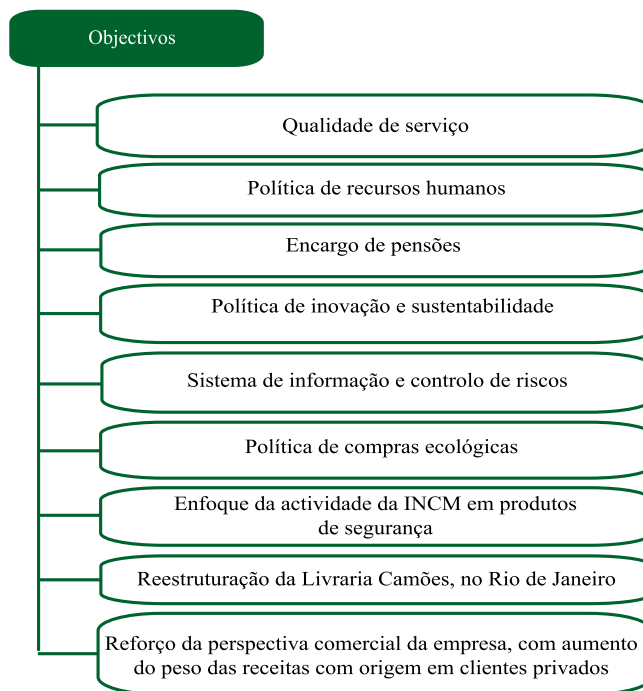 Objectivos
Qualidade de serviço
Política de recursos humanos
Encargo de pensões
Política de inovação e sustentabilidade
Sistema de informação e controlo de riscos
Política de compras ecológicas
Enfoque da actividade da INCM em produtos
de segurança
Reestruturação da Livraria Camões, no Rio de Janeiro
Reforço da perspectiva comercial da empresa, com aumento
do peso das receitas com origem em clientes privados